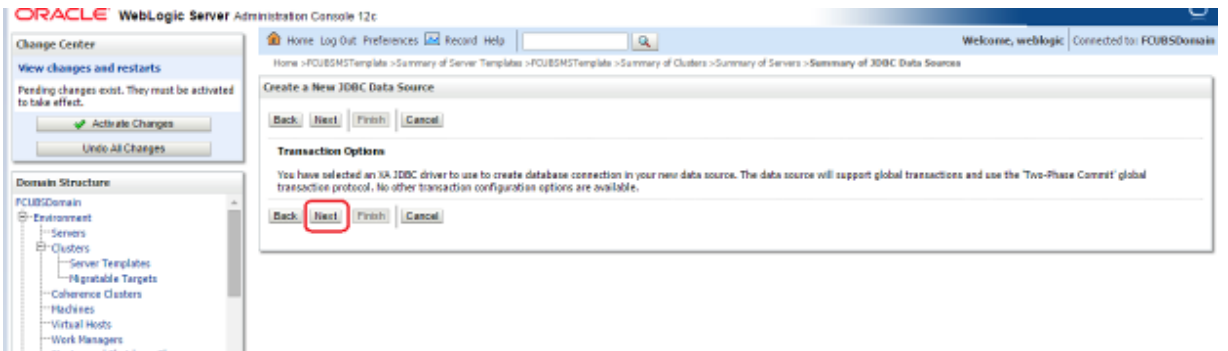 ORACLE WebLogic Server Administration Console 12c
Change Center
View changes and restarts
Pending changes exist. They must be activated
to take effect.
Activate Changes
Undo All Changes
Domain Structure
FCUBSDomain
Environment
Servers
Clusters
Server Templates
Migratable Targets
Coherence Clusters
Machines
Virtual Hosts
Work Managers
Home Log Out Preferences Record Help
Welcome, weblogic Connected to: FCUBSDomain
Home >FCUBSMSTemplate >Summary of Server Templates >FCUBSMSTemplate >Summary of Clusters >Summary of Servers >Summary of JDBC Data Sources
Create a New JDBC Data Source
Back Next Finish Cancel
Transaction Options
You have selected an XA JDBC driver to use to create database connection in your new data source. The data source will support global transactions and use the 'Two-Phase Commit' global
transaction protocol. No other transaction configuration options are available.
Back Next Finish Cancel